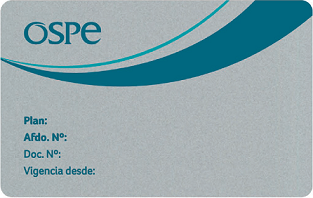 OSPe
Plan:
Afdo. Nº:
Doc. Nº:
Vigencia desde: